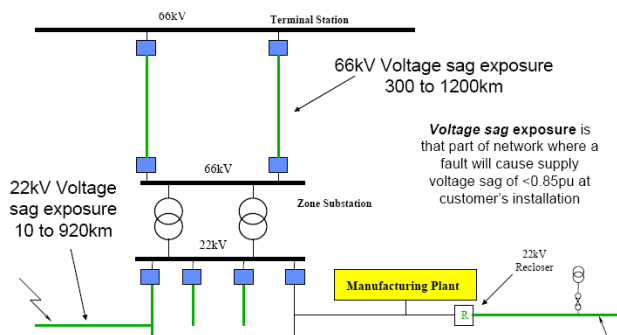 66kV
Terminal Station
66kV Voltage sag exposure
300 to 1200km
Voltage sag exposure is
that part of network where a
fault will cause supply
voltage sag of <0.85pu at
customer's installation
66kV
22kV Voltage
sag exposure
10 to 920km
Zone Substation
22kV
22kV
Recloser
Manufacturing Plant
R